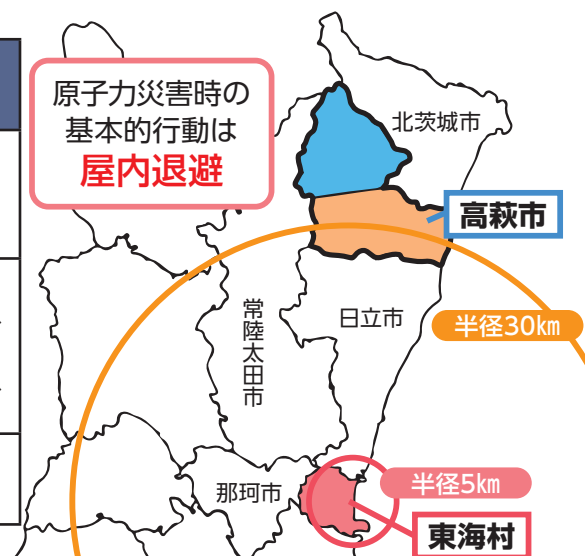 原子力災害時の
基本的行動は
屋内退避
北茨城市
高萩市
常陸太田市
日立市
半径30㎞
那珂市
半径5㎞
東海村